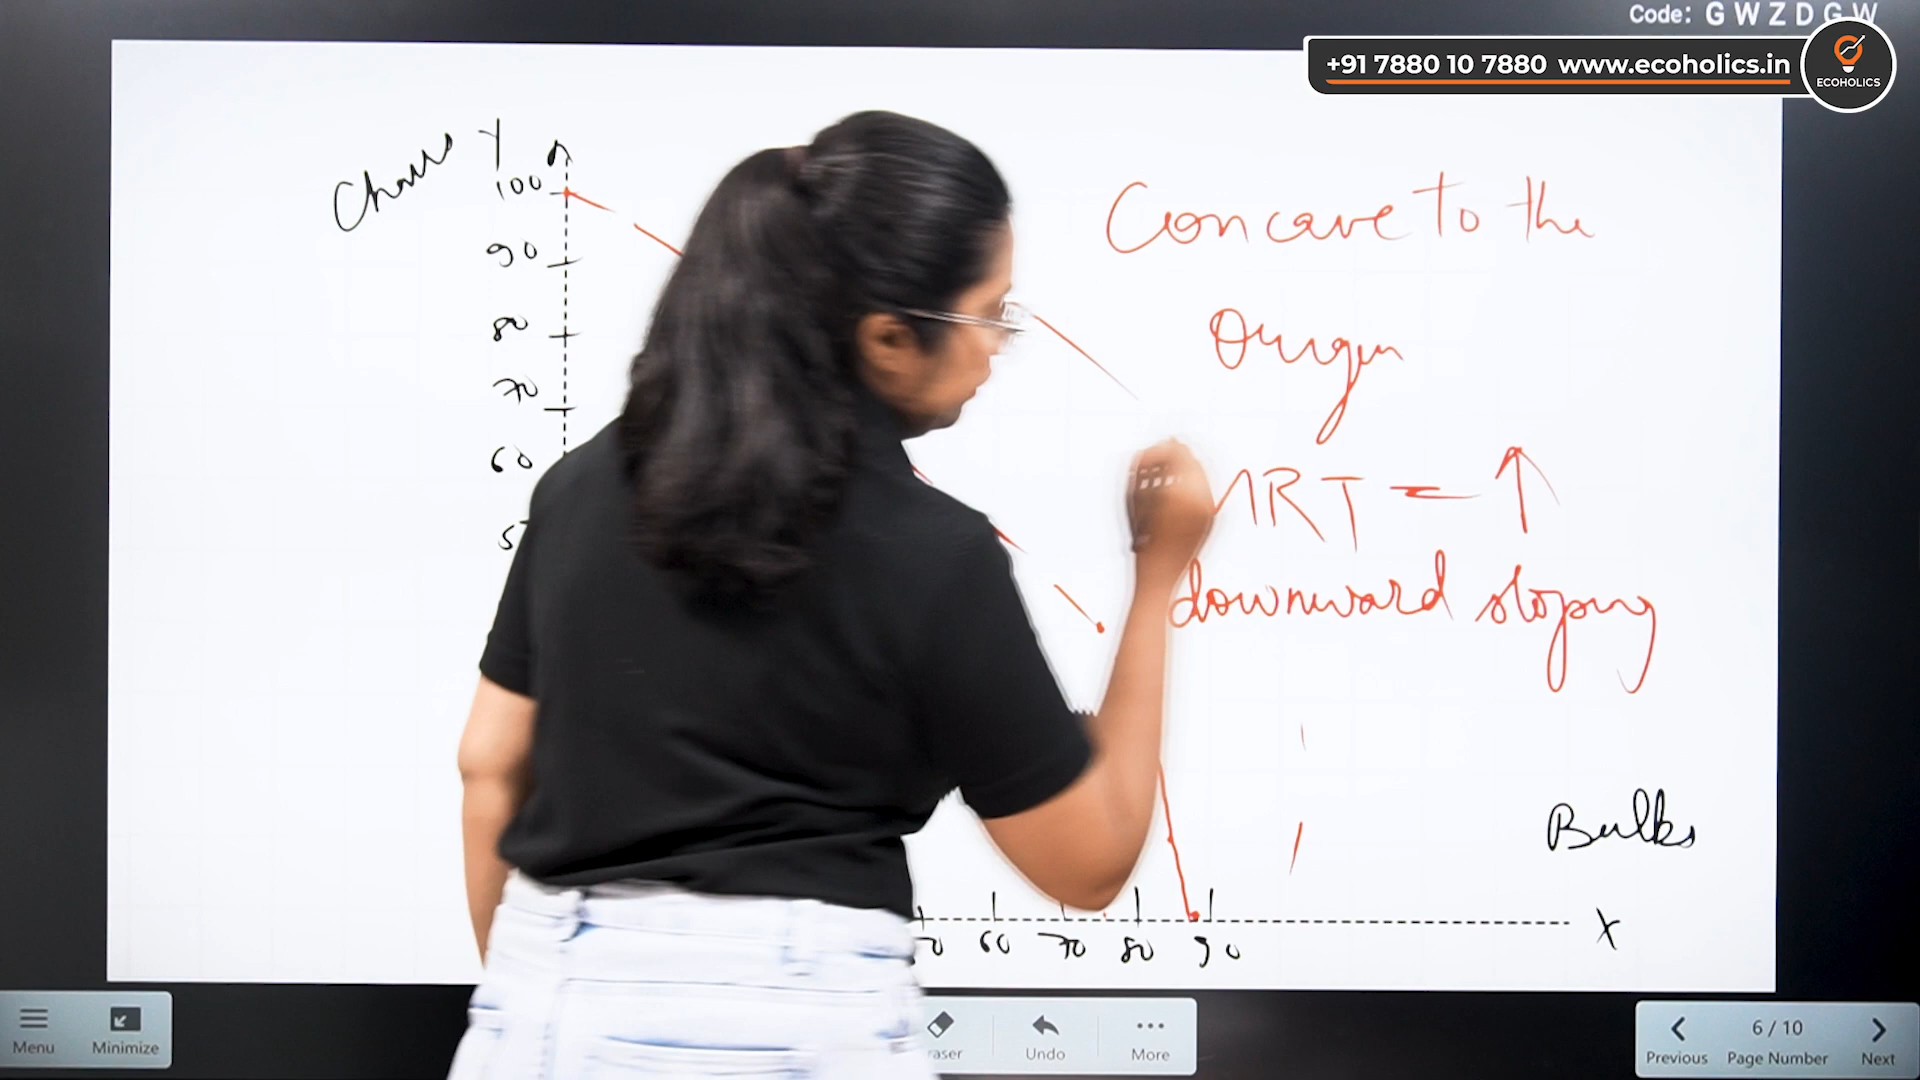 Code: G W Z D G W
+91 7880 10 7880 www.ecoholics.in
ECOHOLICS
Chairs Y
100
90
80
70
60
Concave to the
Origin
MRT = ↑
downward sloping
Bulbs
60 70 80 90
X
Menu
Minimize
Undo
More
Previous
6 / 10
Page Number
Next